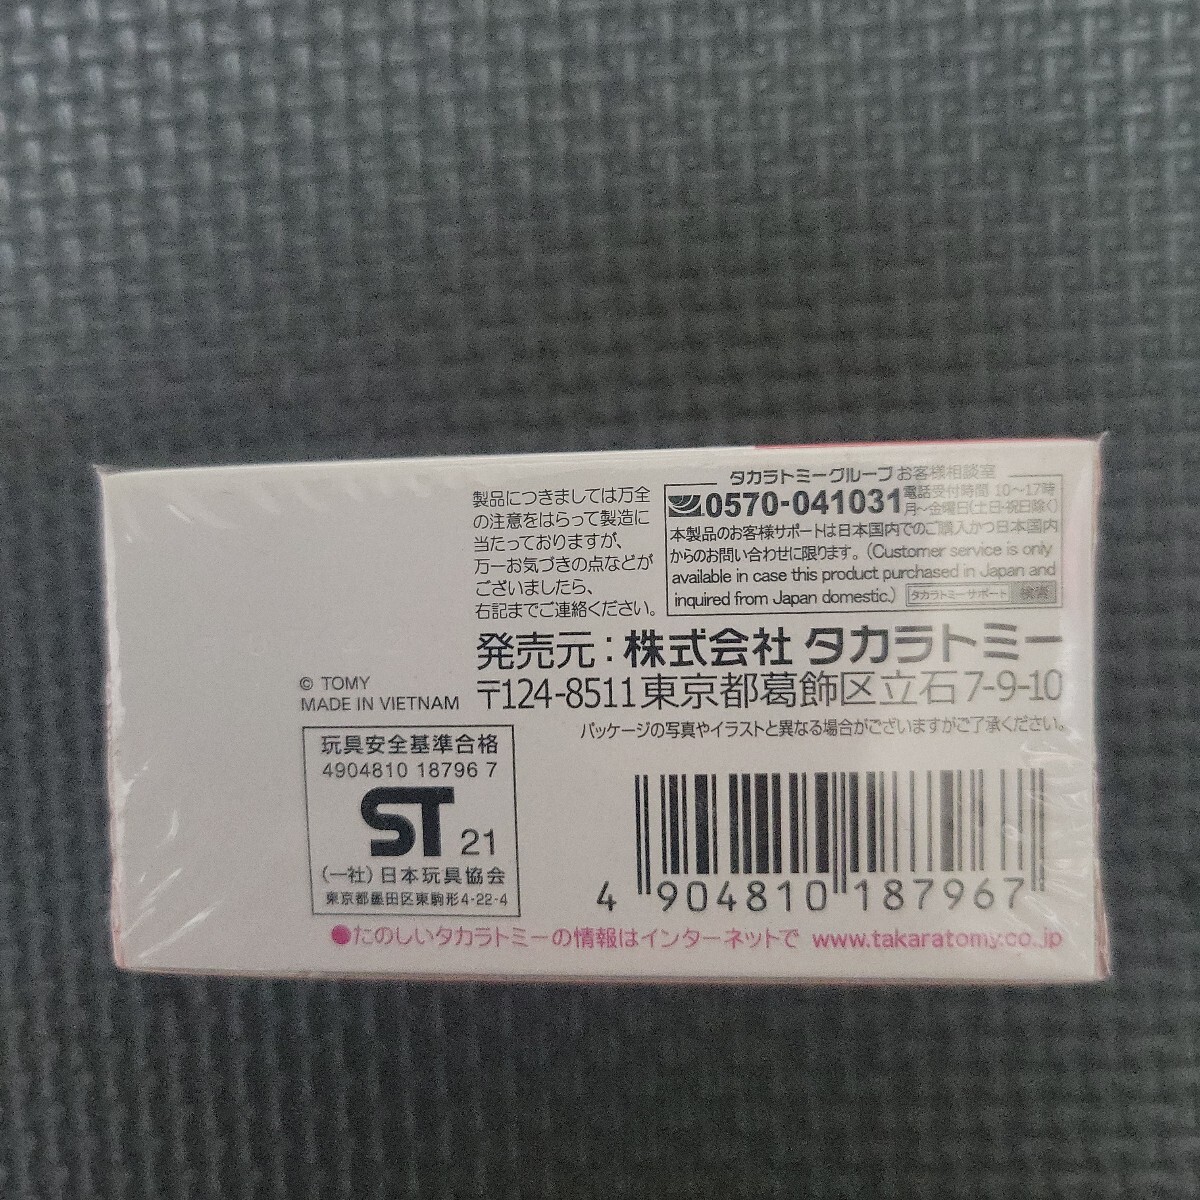 製品につきましては万全
の注意をはらって製造に
当たっておりますが、
万一お気づきの点などが
ございましたら、
右記までご連絡ください。
タカラトミーグループ お客様相談室
0570-041031 電話受付時間 10〜17時
月〜金曜日(土日・祝日除く)
本製品のお客様サポートは日本国内でのご購入かつ日本国内
からのお問い合わせに限ります。(Customer service is only
available in case this product purchased in Japan and
inquired from Japan domestic.) タカラトミーサポート 検索
発売元：株式会社 タカラトミー
〒124-8511 東京都葛飾区立石7-9-10
© TOMY
MADE IN VIETNAM
パッケージの写真やイラストと異なる場合がございますがご了承ください。
玩具安全基準合格
4904810 18796 7
ST 21
(一社)日本玩具協会
東京都墨田区東駒形4-22-4
4 904810 187967
●たのしいタカラトミーの情報はインターネットで www.takaratomy.co.jp